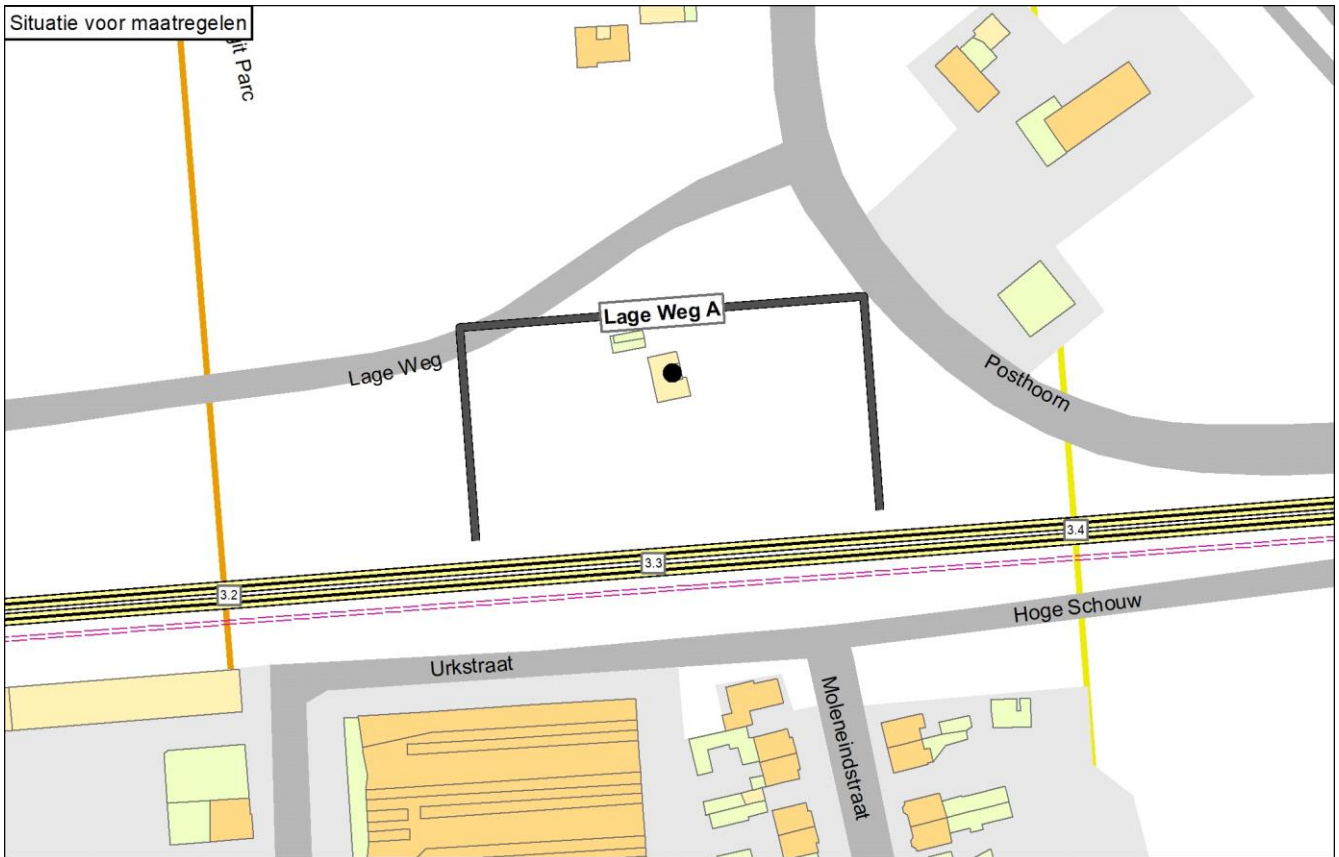 Situatie voor maatregelen
Parc
Lage Weg A
Lage Weg
Posthoorn
3.4
3.3
3.2
Hoge Schouw
Urkstraat
Moleneindstraat